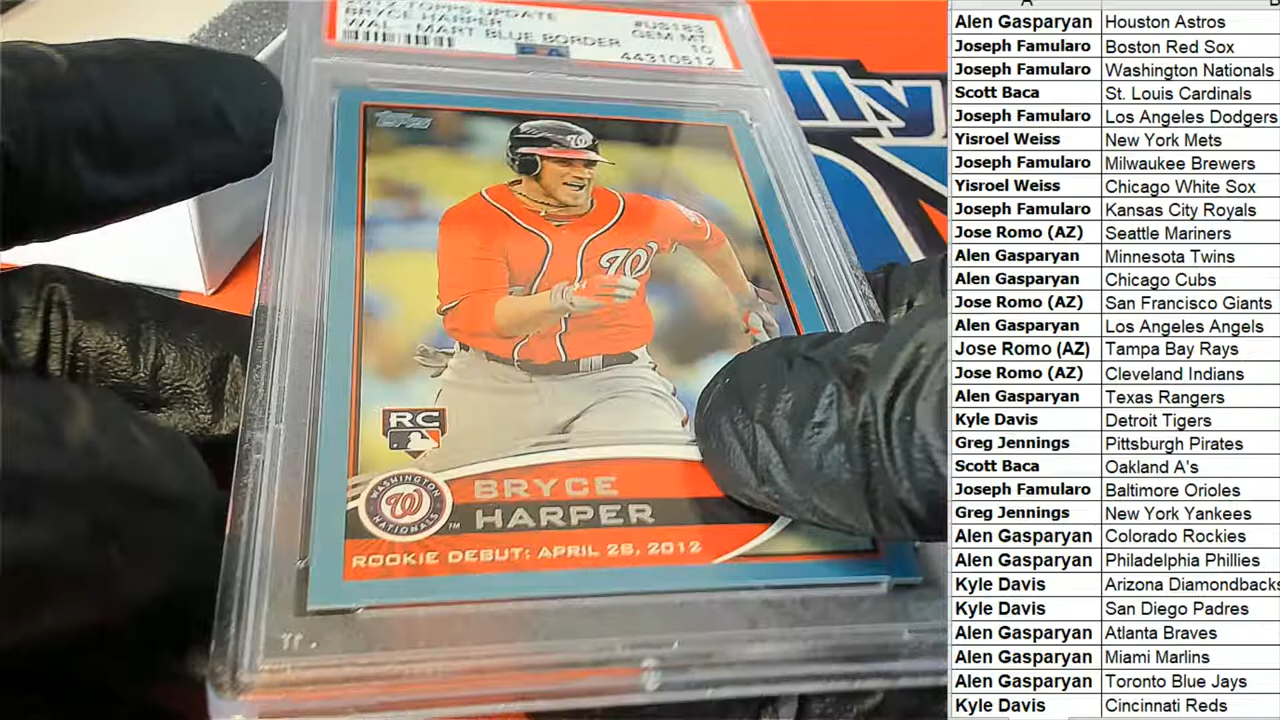 TOPPS UPDATE #US183
BRYCE HARPER GEM MT
WAL-MART BLUE BORDER 10
PSA 44310612
Topps
lly
W
W
RC
WASHINGTON NATIONALS
W
BRYCE
HARPER
TM
ROOKIE DEBUT: APRIL 28, 2012
A
Alen Gasparyan Houston Astros
Joseph Famularo Boston Red Sox
Joseph Famularo Washington Nationals
Scott Baca St. Louis Cardinals
Joseph Famularo Los Angeles Dodgers
Yisroel Weiss New York Mets
Joseph Famularo Milwaukee Brewers
Yisroel Weiss Chicago White Sox
Joseph Famularo Kansas City Royals
Jose Romo (AZ) Seattle Mariners
Alen Gasparyan Minnesota Twins
Alen Gasparyan Chicago Cubs
Jose Romo (AZ) San Francisco Giants
Alen Gasparyan Los Angeles Angels
Jose Romo (AZ) Tampa Bay Rays
Jose Romo (AZ) Cleveland Indians
Alen Gasparyan Texas Rangers
Kyle Davis Detroit Tigers
Greg Jennings Pittsburgh Pirates
Scott Baca Oakland A's
Joseph Famularo Baltimore Orioles
Greg Jennings New York Yankees
Alen Gasparyan Colorado Rockies
Alen Gasparyan Philadelphia Phillies
Kyle Davis Arizona Diamondbacks
Kyle Davis San Diego Padres
Alen Gasparyan Atlanta Braves
Alen Gasparyan Miami Marlins
Alen Gasparyan Toronto Blue Jays
Kyle Davis Cincinnati Reds